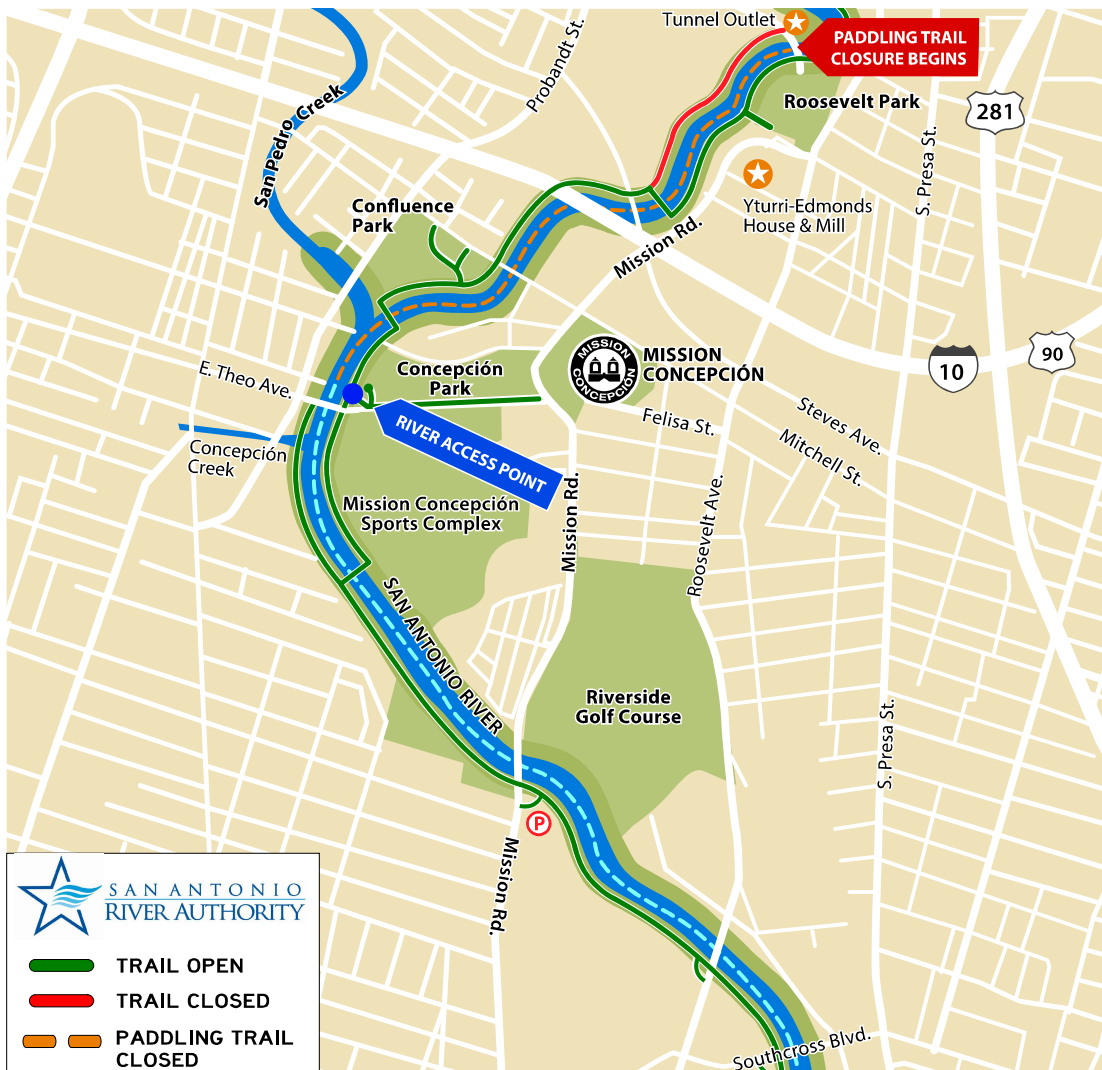 Tunnel Outlet
PADDLING TRAIL
CLOSURE BEGINS
Probandt St.
Roosevelt Park
281
San Pedro Creek
S. Presa St.
Confluence
Park
Yturri-Edmonds
House & Mill
Mission Rd.
MISSION
CONCEPCIÓN
MISSION
CONCEPCIÓN
10
90
E. Theo Ave.
Concepción
Park
Felisa St.
Steves Ave.
Mitchell St.
RIVER ACCESS POINT
Concepción
Creek
Mission Concepción
Sports Complex
Mission Rd.
Roosevelt Ave.
SAN ANTONIO RIVER
Riverside
Golf Course
S. Presa St.
P
Mission Rd.
SAN ANTONIO
RIVER AUTHORITY
TRAIL OPEN
TRAIL CLOSED
PADDLING TRAIL
CLOSED
Southcross Blvd.